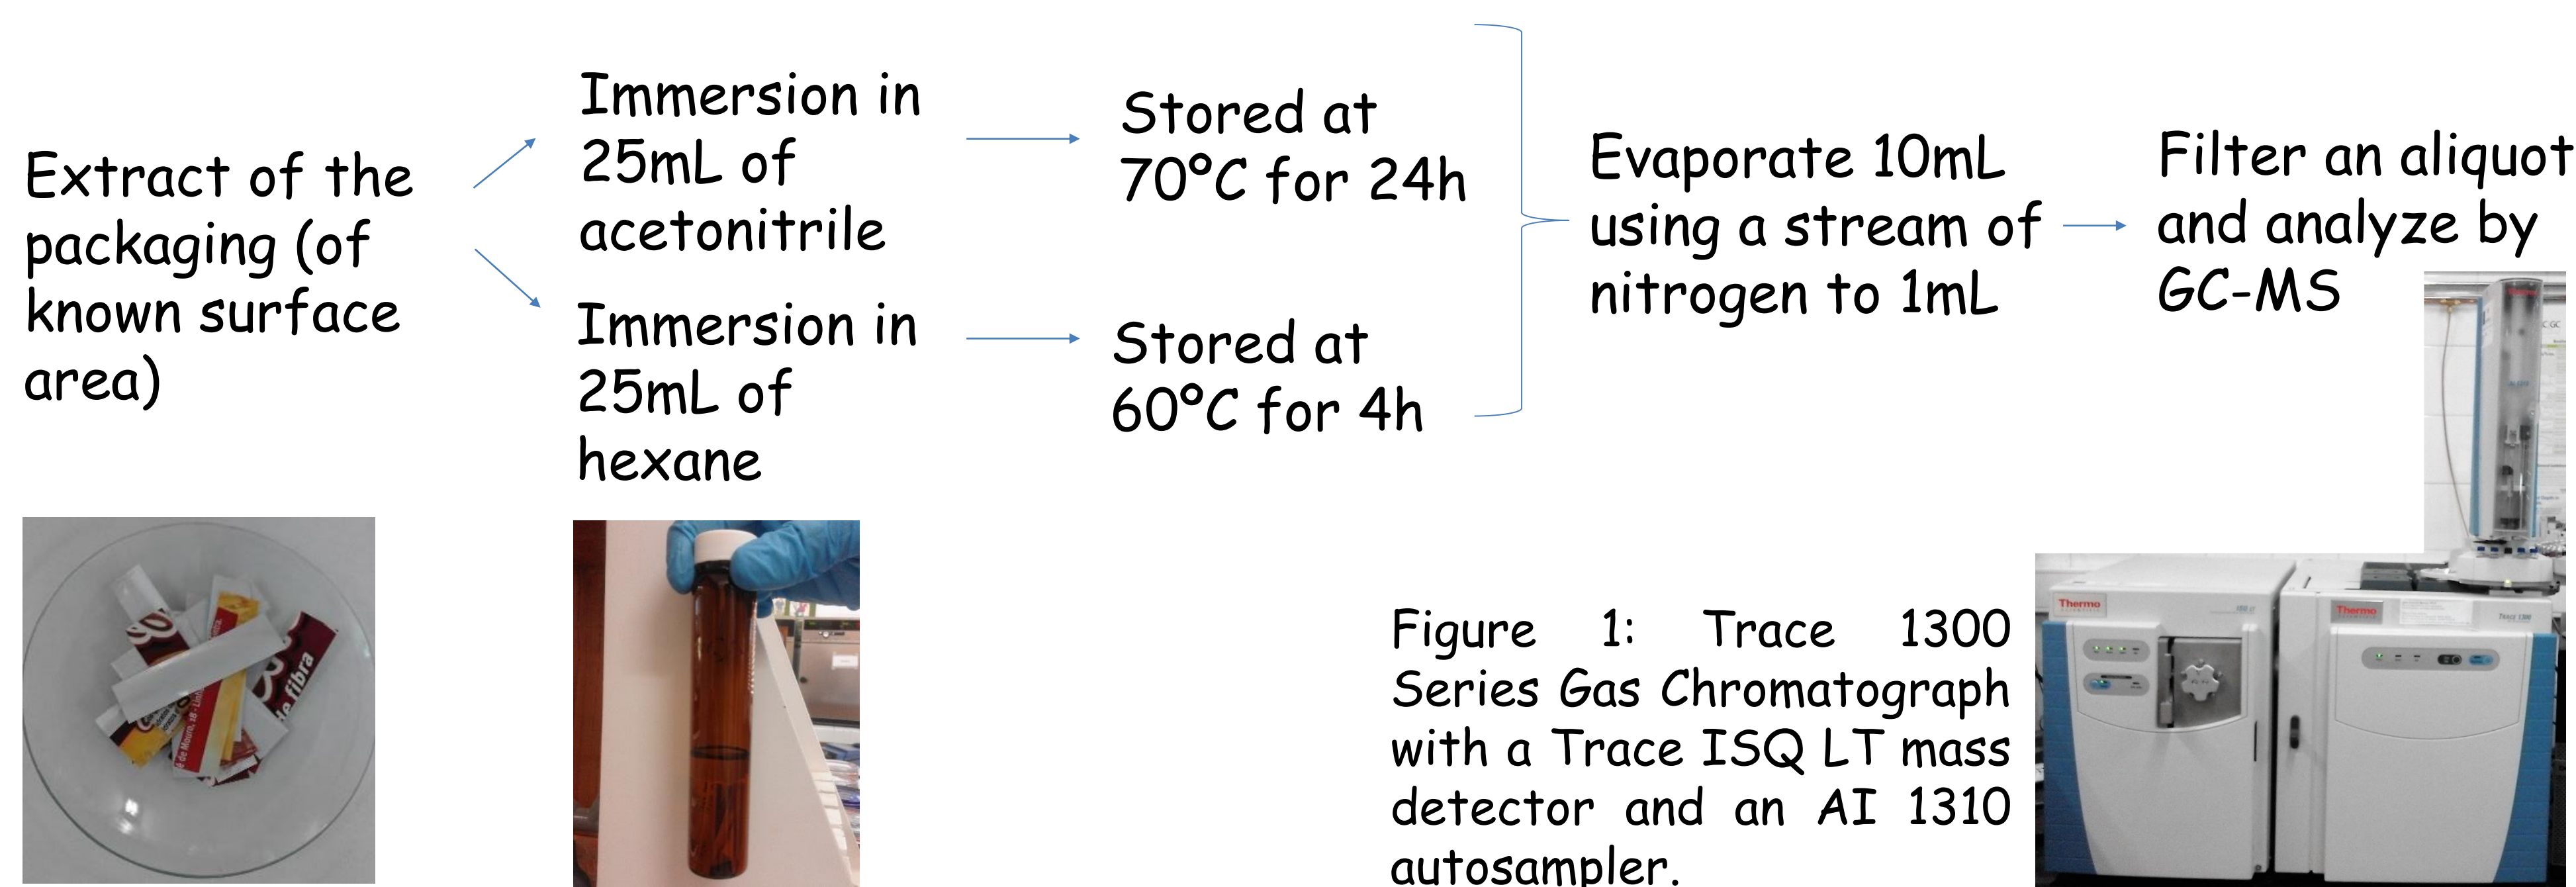 Extract of the
packaging (of
known surface
area)
Immersion in
25mL of
acetonitrile
Immersion in
25mL of
hexane
Stored at
70°C for 24h
Stored at
60°C for 4h
Evaporate 10mL
using a stream of
nitrogen to 1mL
Filter an aliquot
and analyze by
GC-MS
de fibra
Figure 1: Trace 1300
Series Gas Chromatograph
with a Trace ISQ LT mass
detector and an AI 1310
autosampler.
Thermo
Thermo